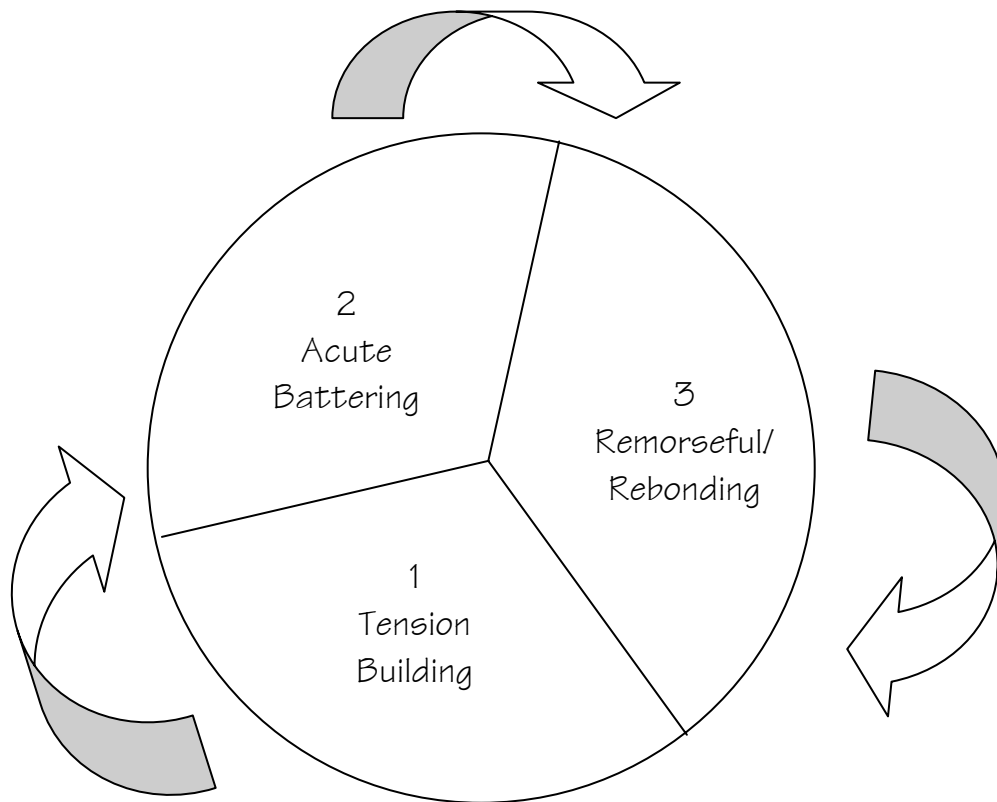 2
Acute
Battering
3
Remorseful/
Rebonding
1
Tension
Building